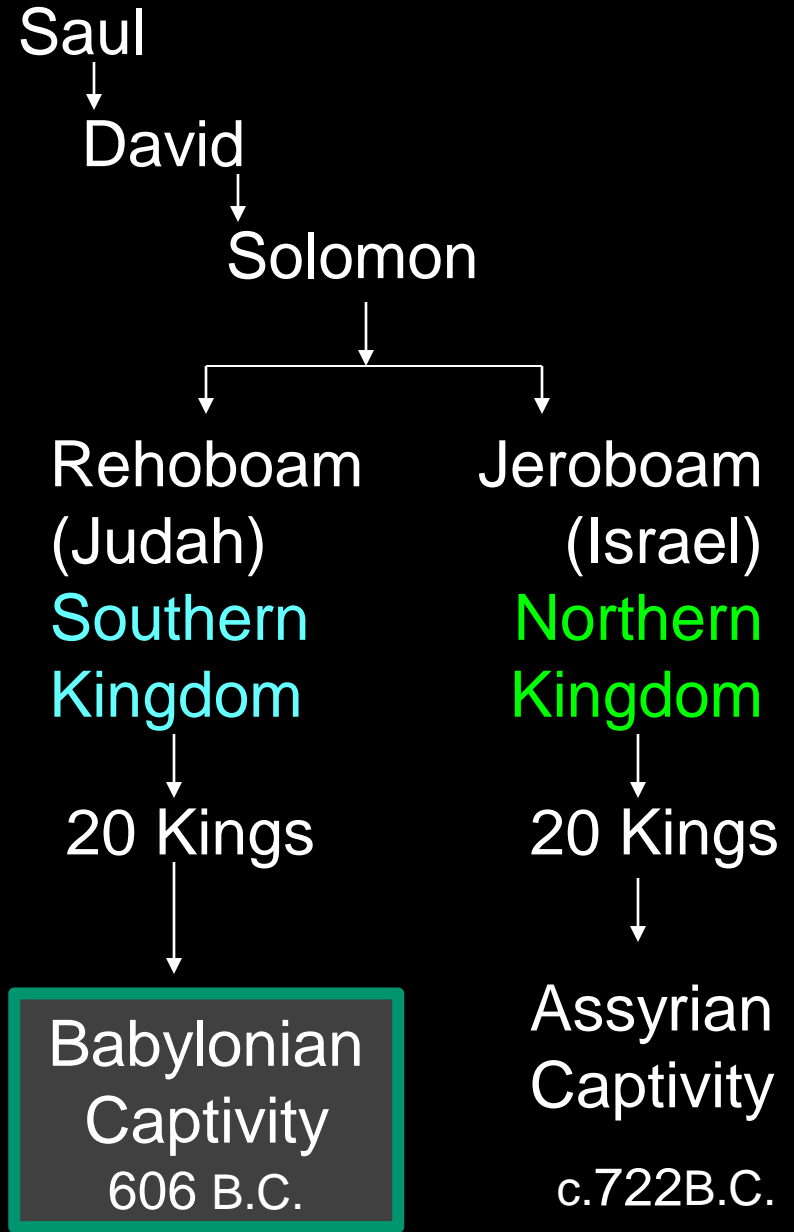 Saul
David
Solomon
Rehoboam
(Judah)
Southern
Kingdom
Jeroboam
(Israel)
Northern
Kingdom
20 Kings
20 Kings
Babylonian
Captivity
606 B.C.
Assyrian
Captivity
c.722B.C.